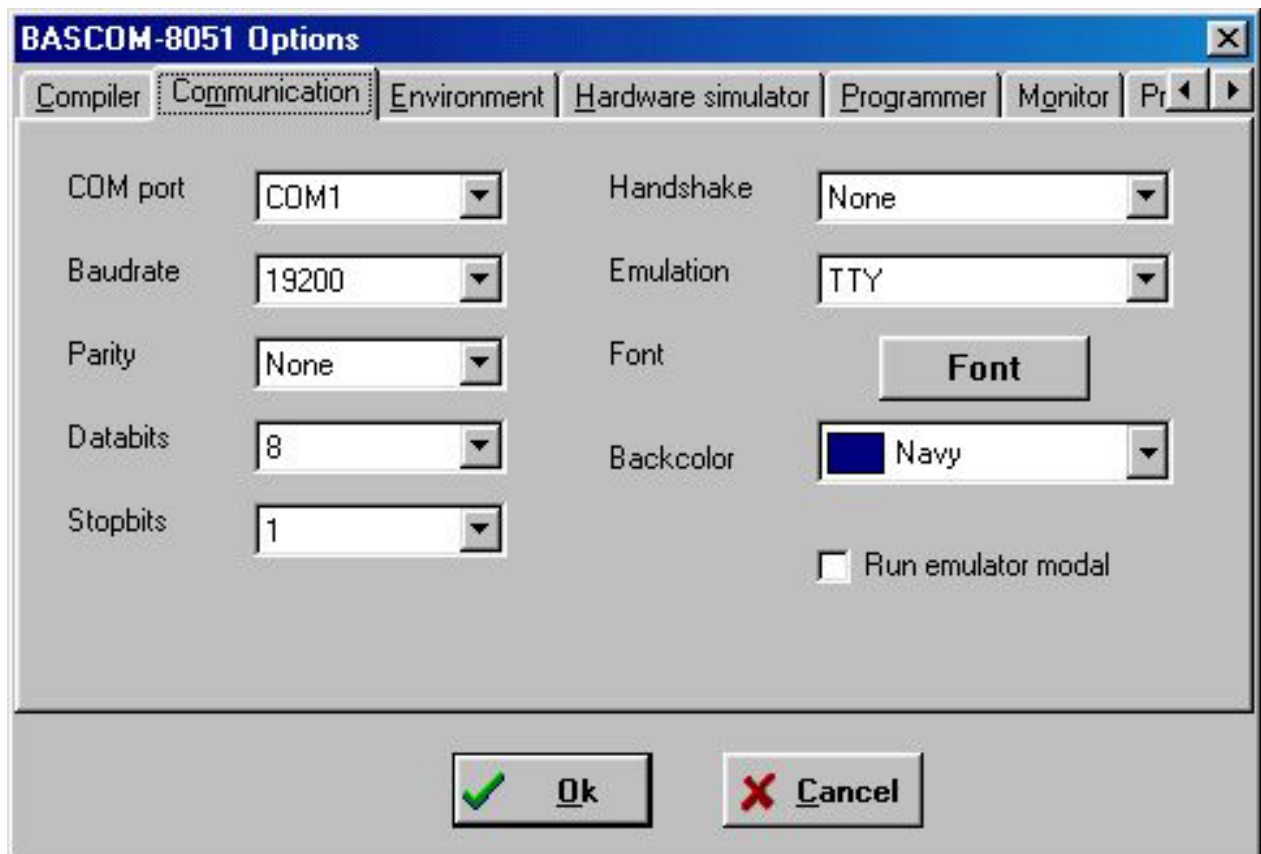 BASCOM-8051 Options
Compiler Communication Environment Hardware simulator Programmer Monitor Pr
COM port COM1 Handshake None
Baudrate 19200 Emulation TTY
Parity None Font Font
Databits 8 Backcolor Navy
Stopbits 1
Run emulator modal
Ok Cancel